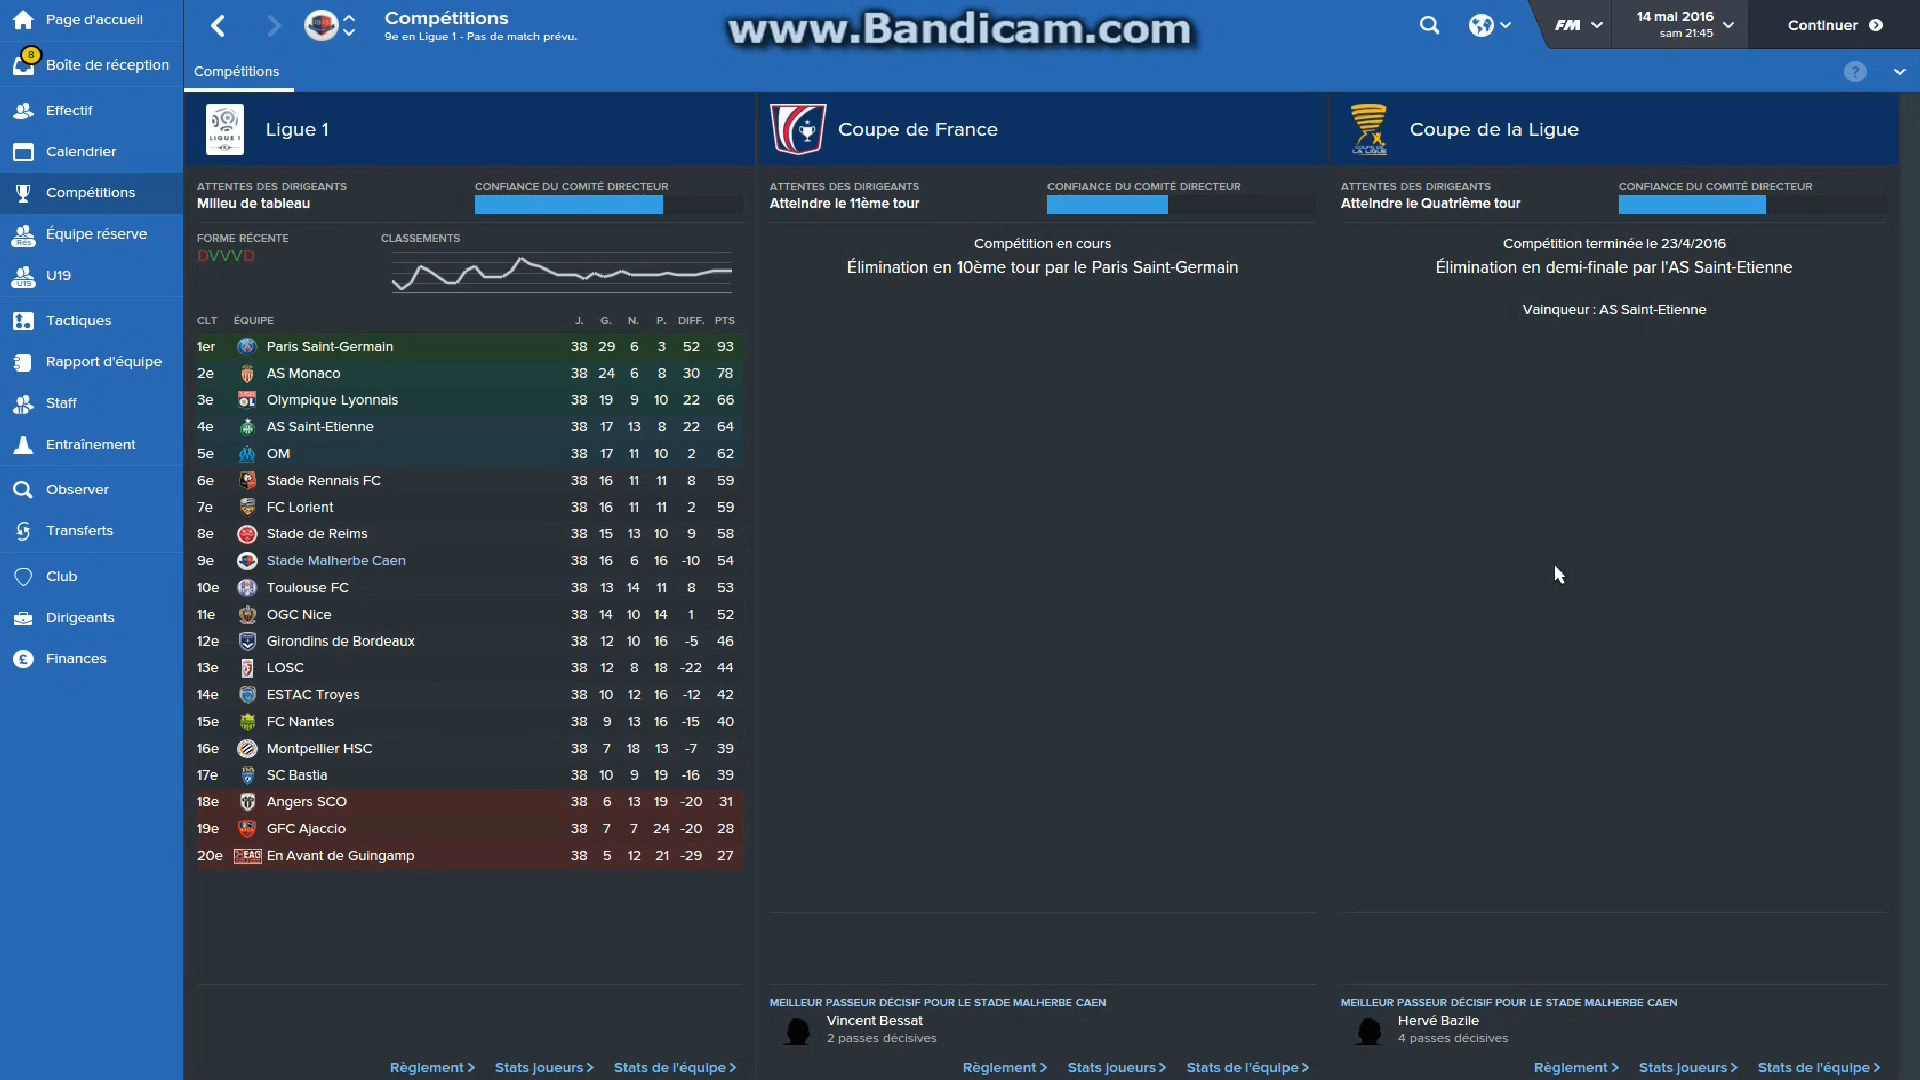 Page d'accueil
8
Boîte de réception
Effectif
Calendrier
Compétitions
Équipe réserve
U19
Tactiques
Rapport d'équipe
Staff
Entraînement
Observer
Transferts
Club
Dirigeants
Finances
Compétitions
9e en Ligue 1 - Pas de match prévu.
www.Bandicam.com
FM
14 mai 2016
sam 21:45
Continuer
Compétitions
?
Ligue 1
ATTENTES DES DIRIGEANTS
Milieu de tableau
CONFIANCE DU COMITÉ DIRECTEUR
FORME RÉCENTE
DVVVD
CLASSEMENTS
CLT ÉQUIPE J. G. N. P. DIFF. PTS
1er Paris Saint-Germain 38 29 6 3 52 93
2e AS Monaco 38 24 6 8 30 78
3e Olympique Lyonnais 38 19 9 10 22 66
4e AS Saint-Etienne 38 17 13 8 22 64
5e OM 38 17 11 10 2 62
6e Stade Rennais FC 38 16 11 11 8 59
7e FC Lorient 38 16 11 11 2 59
8e Stade de Reims 38 15 13 10 9 58
9e Stade Malherbe Caen 38 16 6 16 -10 54
10e Toulouse FC 38 13 14 11 8 53
11e OGC Nice 38 14 10 14 1 52
12e Girondins de Bordeaux 38 12 10 16 -5 46
13e LOSC 38 12 8 18 -22 44
14e ESTAC Troyes 38 10 12 16 -12 42
15e FC Nantes 38 9 13 16 -15 40
16e Montpellier HSC 38 7 18 13 -7 39
17e SC Bastia 38 10 9 19 -16 39
18e Angers SCO 38 6 13 19 -20 31
19e GFC Ajaccio 38 7 7 24 -20 28
20e En Avant de Guingamp 38 5 12 21 -29 27
Règlement >
Stats joueurs >
Stats de l'équipe >
Coupe de France
ATTENTES DES DIRIGEANTS
Atteindre le 11ème tour
CONFIANCE DU COMITÉ DIRECTEUR
Compétition en cours
Élimination en 10ème tour par le Paris Saint-Germain
MEILLEUR PASSEUR DÉCISIF POUR LE STADE MALHERBE CAEN
Vincent Bessat
2 passes décisives
Règlement >
Stats joueurs >
Stats de l'équipe >
Coupe de la Ligue
ATTENTES DES DIRIGEANTS
Atteindre le Quatrième tour
CONFIANCE DU COMITÉ DIRECTEUR
Compétition terminée le 23/4/2016
Élimination en demi-finale par l'AS Saint-Etienne
Vainqueur : AS Saint-Etienne
MEILLEUR PASSEUR DÉCISIF POUR LE STADE MALHERBE CAEN
Hervé Bazile
4 passes décisives
Règlement >
Stats joueurs >
Stats de l'équipe >